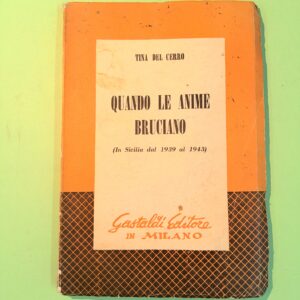 TINA DEL CERRO
QUANDO LE ANIME
BRUCIANO
(In Sicilia dal 1939 al 1943)
Gastaldi Editore
IN MILANO